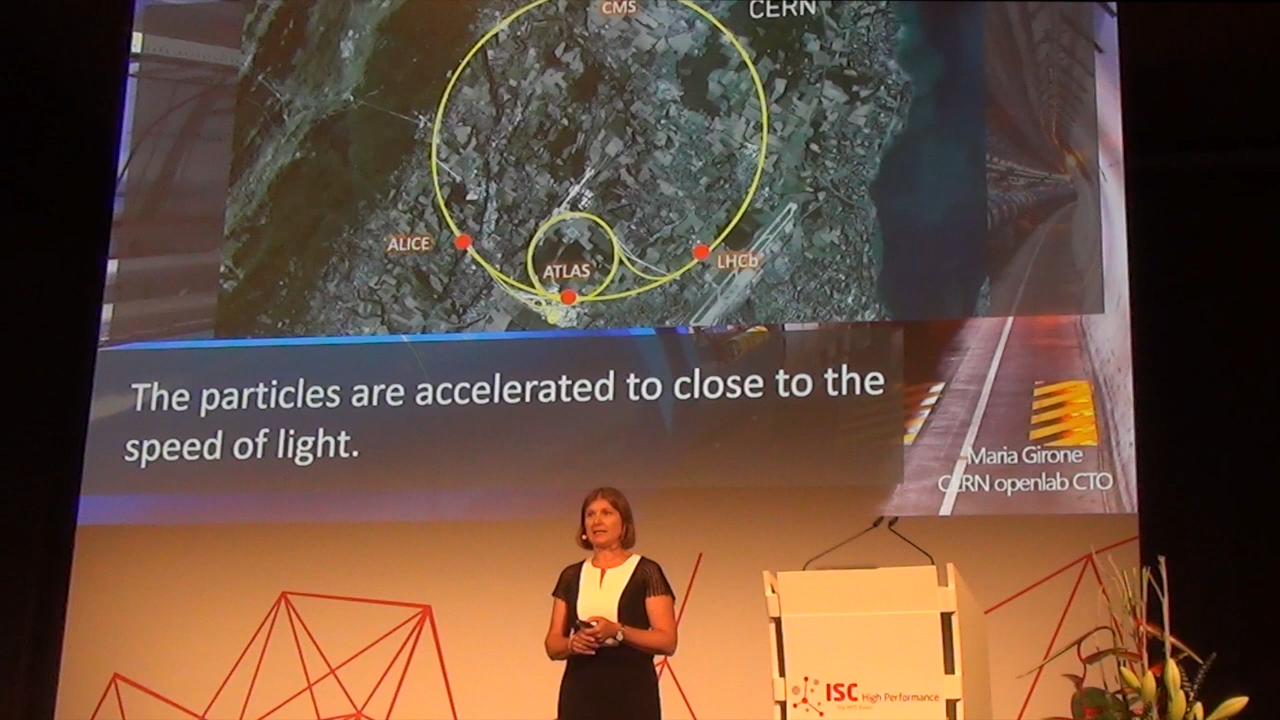 CMS
CERN
ALICE
ATLAS
LHCb
The particles are accelerated to close to the
speed of light.
Maria Girone
CERN openlab CTO
ISC High Performance